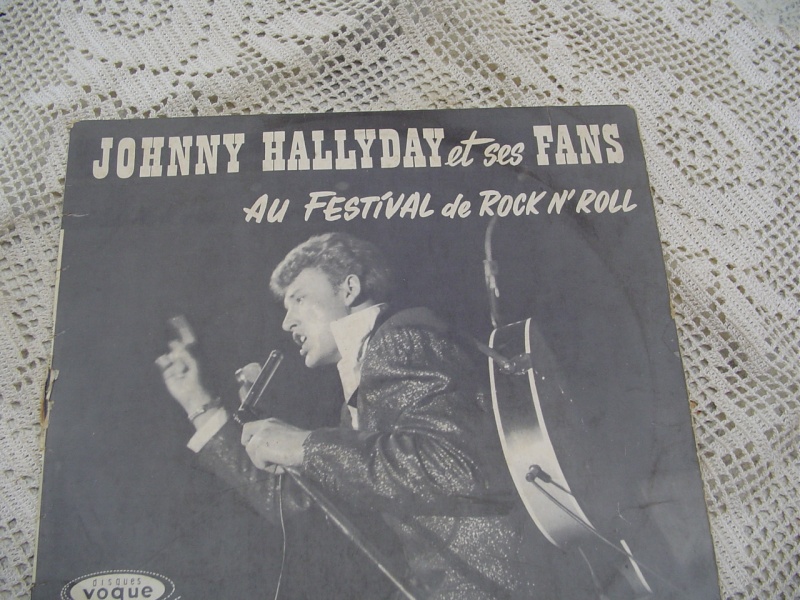 JOHNNY HALLYDAY et ses FANS
AU FESTIVAL de ROCK N' ROLL
disques
vogue